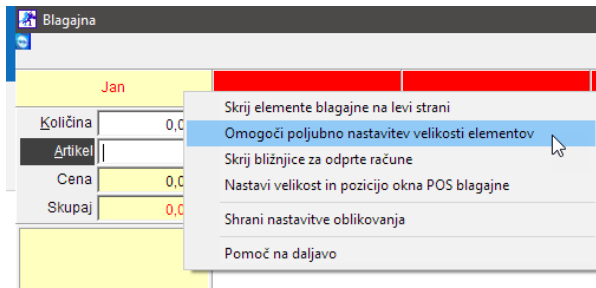 Blagajna
Jan
Količina 0,0
Artikel
Cena 0,0
Skupaj 0,0
Skrij elemente blagajne na levi strani
Omogoči poljubno nastavitev velikosti elementov
Skrij bližnjice za odprte račune
Nastavi velikost in pozicijo okna POS blagajne
Shrani nastavitve oblikovanja
Pomoč na daljavo